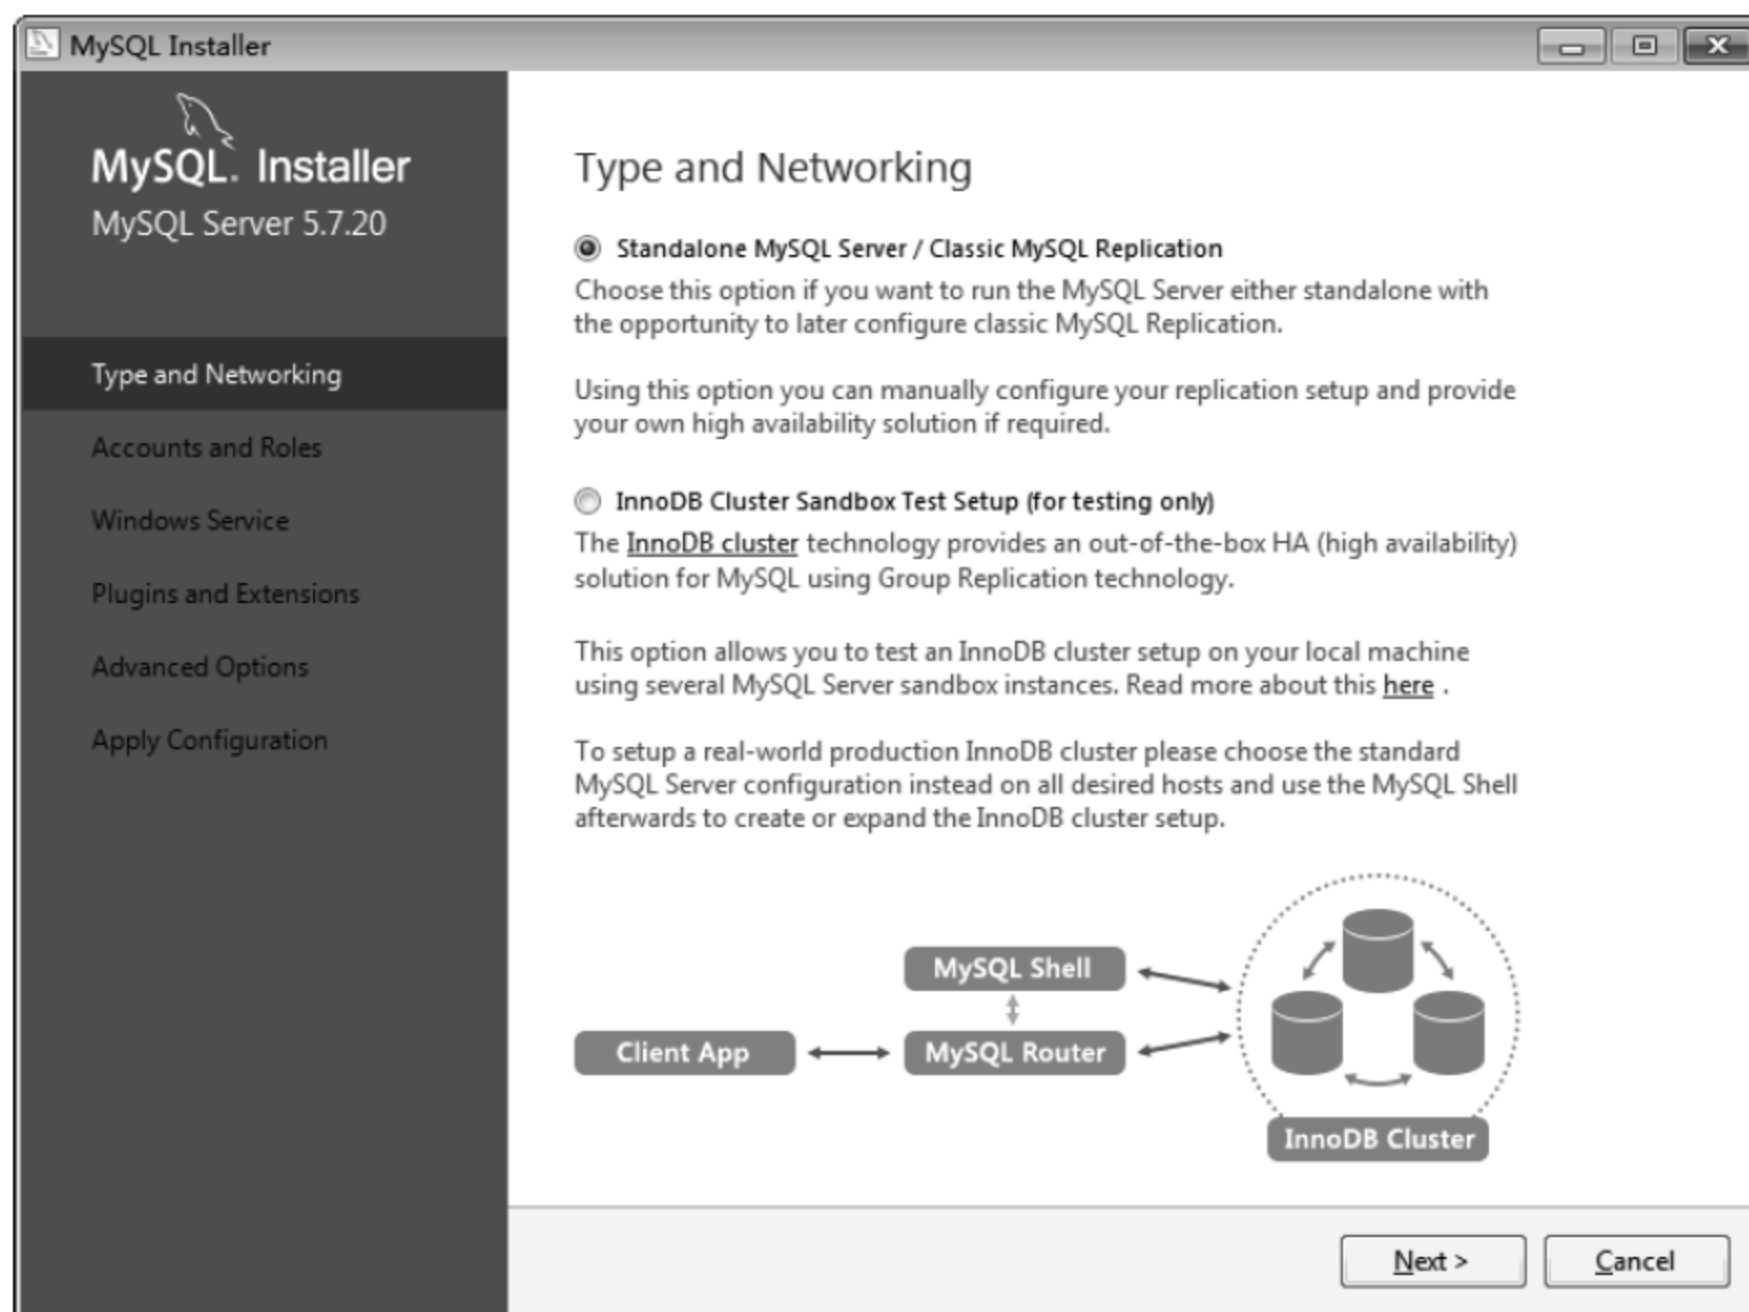 MySQL Installer
MySQL. Installer
MySQL Server 5.7.20
Type and Networking
Accounts and Roles
Windows Service
Plugins and Extensions
Advanced Options
Apply Configuration
Type and Networking
Standalone MySQL Server / Classic MySQL Replication
Choose this option if you want to run the MySQL Server either standalone with
the opportunity to later configure classic MySQL Replication.
Using this option you can manually configure your replication setup and provide
your own high availability solution if required.
InnoDB Cluster Sandbox Test Setup (for testing only)
The InnoDB cluster technology provides an out-of-the-box HA (high availability)
solution for MySQL using Group Replication technology.
This option allows you to test an InnoDB cluster setup on your local machine
using several MySQL Server sandbox instances. Read more about this here .
To setup a real-world production InnoDB cluster please choose the standard
MySQL Server configuration instead on all desired hosts and use the MySQL Shell
afterwards to create or expand the InnoDB cluster setup.
MySQL Shell
Client App
MySQL Router
InnoDB Cluster
Next >
Cancel